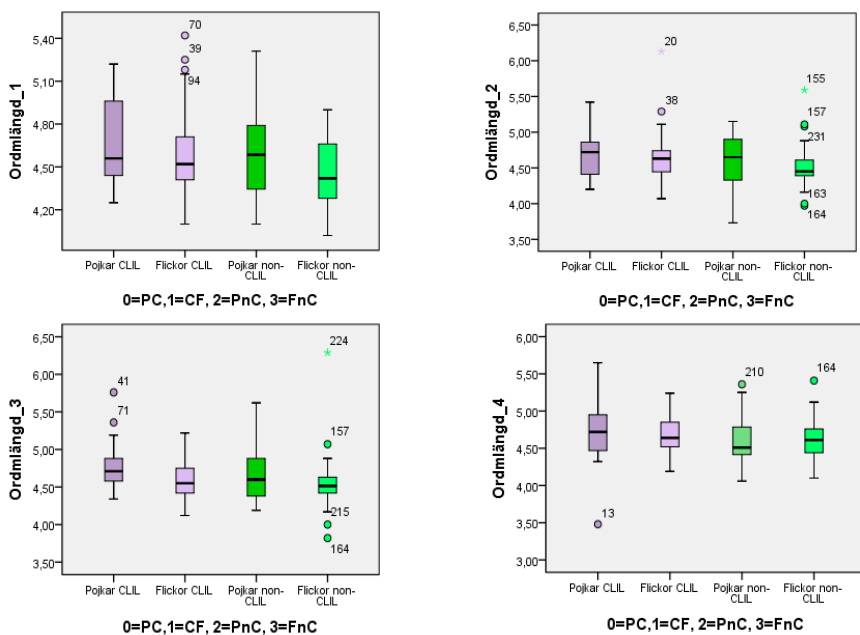 Ordmlängd_1
5,40
5,10
4,80
4,50
4,20
70
39
94
Pojkar CLIL
Flickor CLIL
Pojkar non-
CLIL
Flickor non-
CLIL
0=PC,1=CF, 2=PnC, 3=FnC
Ordmlängd_2
6,50
6,00
5,50
5,00
4,50
4,00
3,50
20
38
155
157
231
163
164
Pojkar CLIL
Flickor CLIL
Pojkar non-
CLIL
Flickor non-
CLIL
0=PC,1=CF, 2=PnC, 3=FnC
Ordmlängd_3
6,50
6,00
5,50
5,00
4,50
4,00
3,50
41
71
224
157
215
164
Pojkar CLIL
Flickor CLIL
Pojkar non-
CLIL
Flickor non-
CLIL
0=PC,1=CF, 2=PnC, 3=FnC
Ordmlängd_4
6,00
5,50
5,00
4,50
4,00
3,50
3,00
13
210
164
Pojkar CLIL
Flickor CLIL
Pojkar non-
CLIL
Flickor non-
CLIL
0=PC,1=CF, 2=PnC, 3=FnC